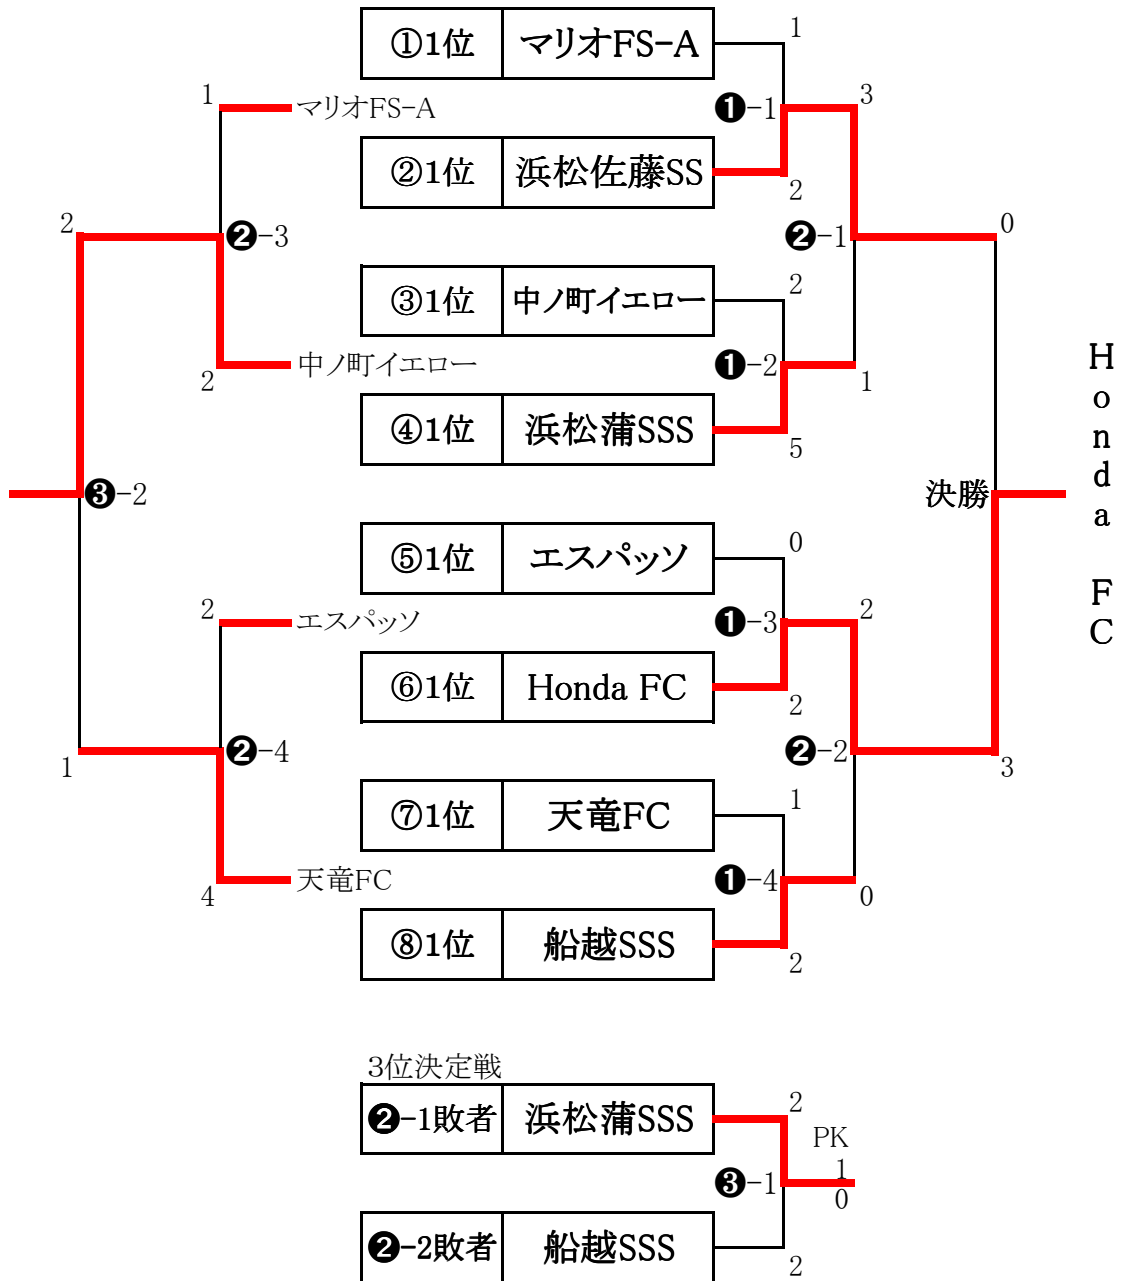 ①1位 マリオFS-A 1
1 マリオFS-A ❶-1 3
②1位 浜松佐藤SS 2
2 ❷-3 ❷-1 0
③1位 中ノ町イエロー 2
2 中ノ町イエロー ❶-2 1
④1位 浜松蒲SSS 5
❸-2 決勝
Honda FC
⑤1位 エスパッソ 0
2 エスパッソ ❶-3 2
⑥1位 Honda FC 2
1 ❷-4 ❷-2 3
⑦1位 天竜FC 1
4 天竜FC ❶-4 0
⑧1位 船越SSS 2
3位決定戦
❷-1敗者 浜松蒲SSS 2
PK
❸-1 1
0
❷-2敗者 船越SSS 2